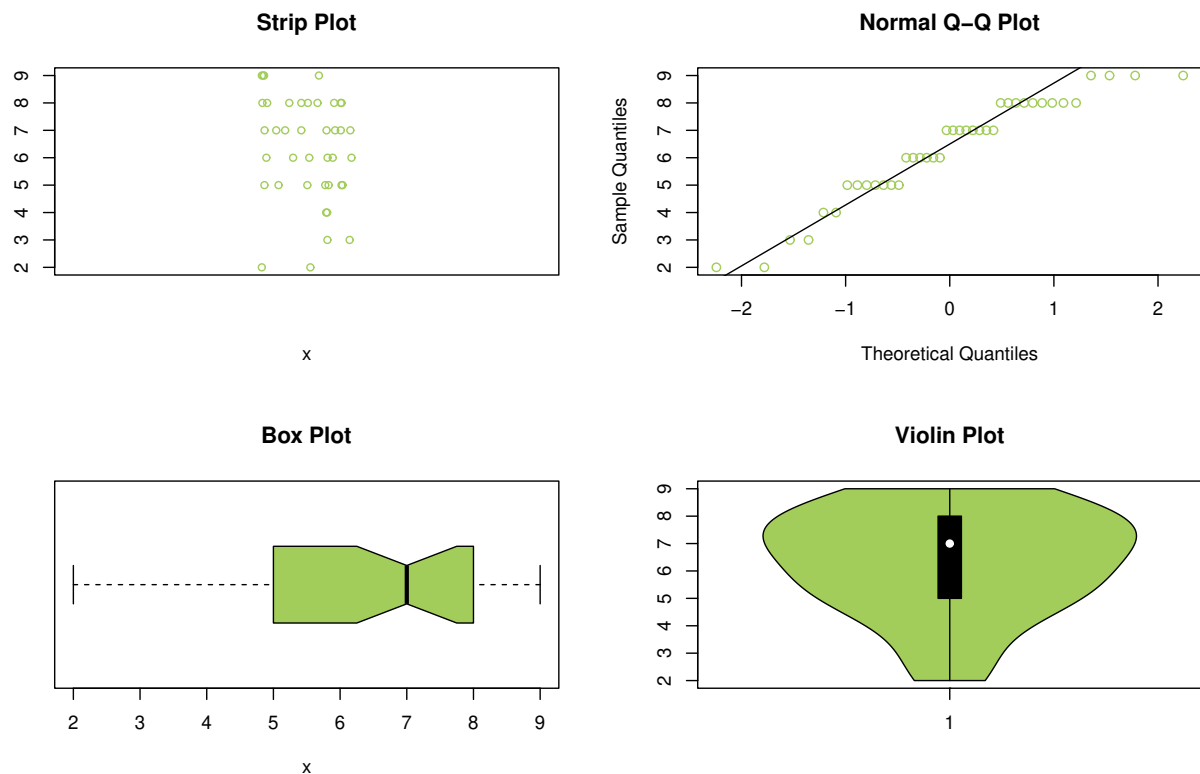 Strip Plot
9
8
7
6
5
4
3
2
x
Normal Q−Q Plot
Sample Quantiles
9
8
7
6
5
4
3
2
−2 −1 0 1 2
Theoretical Quantiles
Box Plot
2 3 4 5 6 7 8 9
x
Violin Plot
9
8
7
6
5
4
3
2
1